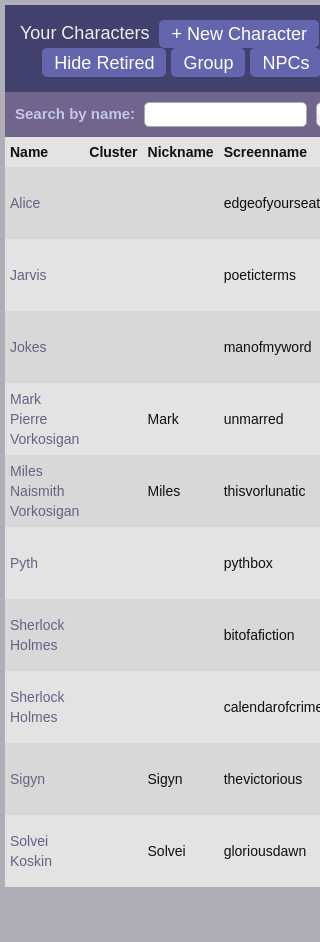 Your Characters + New Character
Hide Retired Group NPCs
Search by name:
Name Cluster Nickname Screenname
Alice edgeofyourseat
Jarvis poeticterms
Jokes manofmyword
Mark
Pierre Mark unmarred
Vorkosigan
Miles
Naismith Miles thisvorlunatic
Vorkosigan
Pyth pythbox
Sherlock
Holmes
bitofafiction
Sherlock
Holmes
calendarofcrime
Sigyn Sigyn thevictorious
Solvei
Koskin
Solvei gloriousdawn